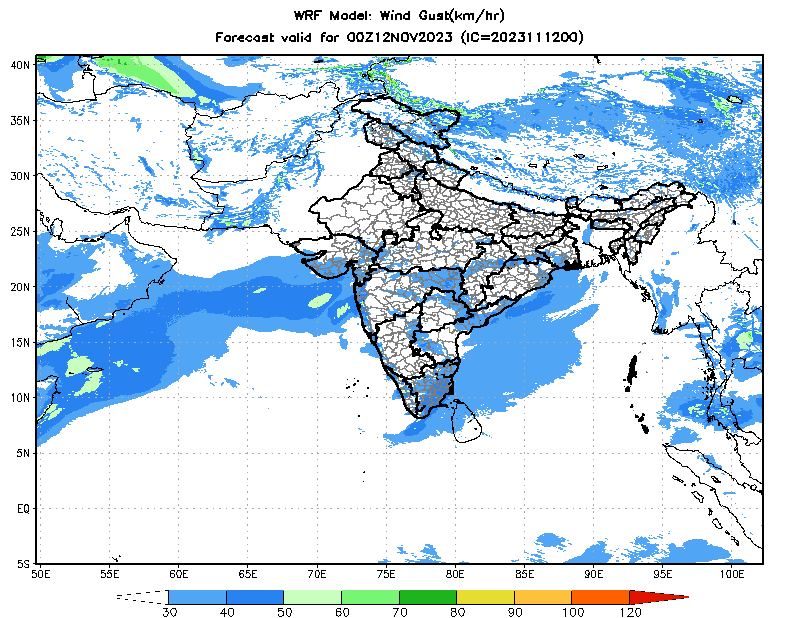 WRF Model: Wind Gust(km/hr)
Forecast valid for 00Z12NOV2023 (IC=2023111200)
40N
35N
30N
25N
20N
15N
10N
5N
EQ
5S
50E 55E 60E 65E 70E 75E 80E 85E 90E 95E 100E
30 40 50 60 70 80 90 100 120